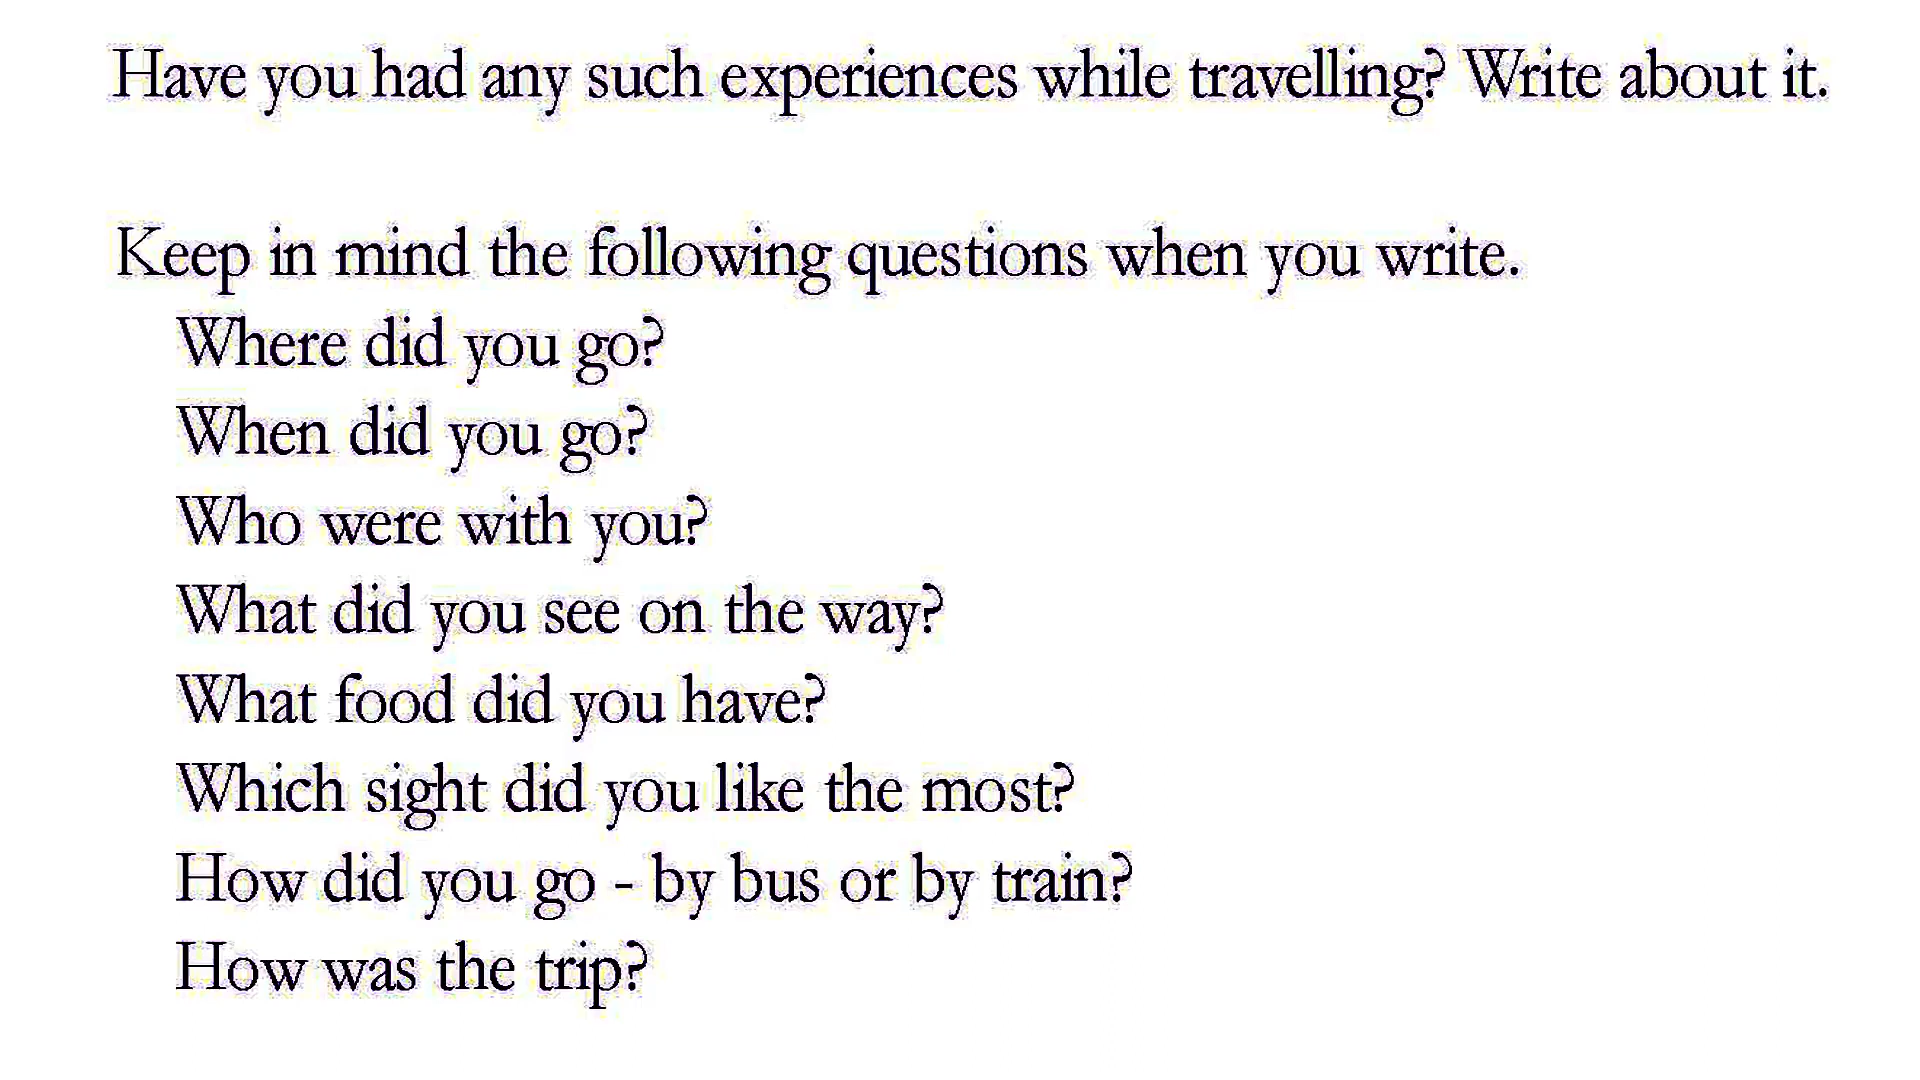 Have you had any such experiences while travelling? Write about it.
Keep in mind the following questions when you write.
Where did you go?
When did you go?
Who were with you?
What did you see on the way?
What food did you have?
Which sight did you like the most?
How did you go - by bus or by train?
How was the trip?